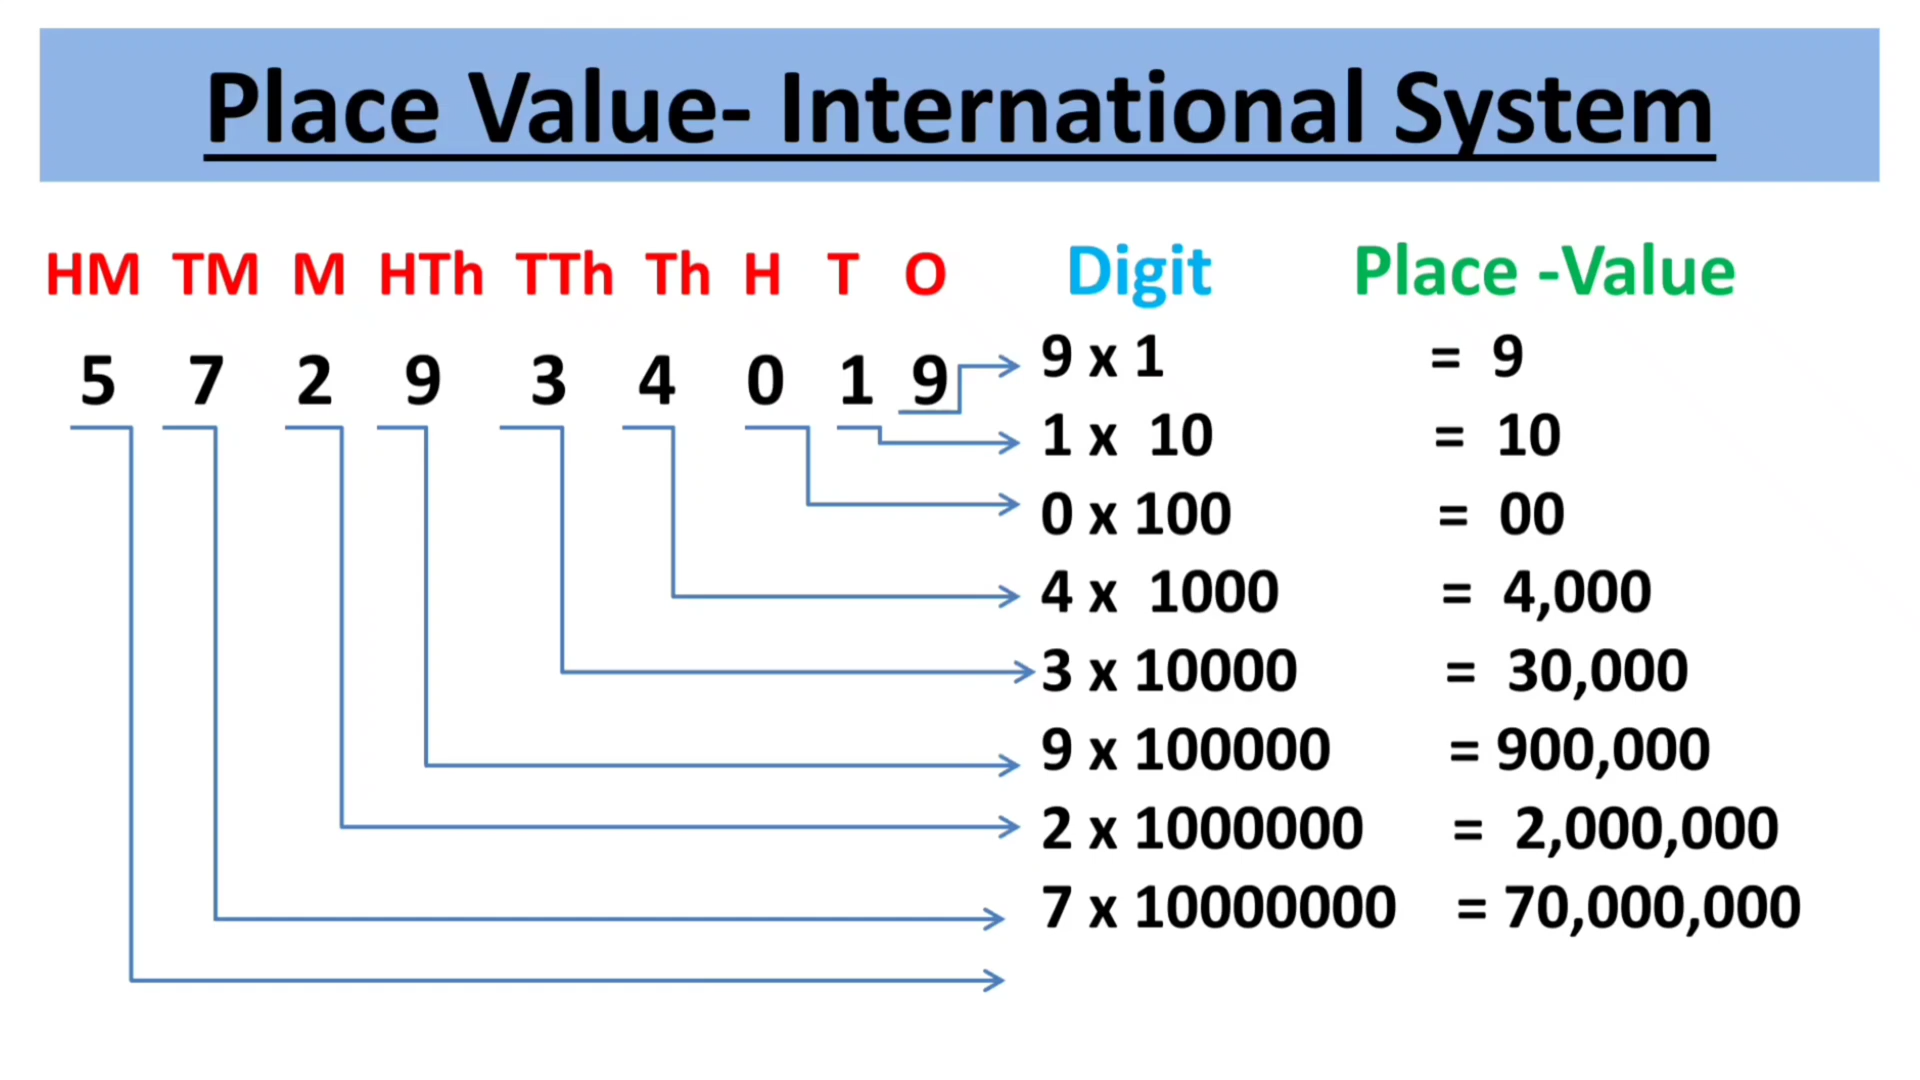 Place Value- International System
HM TM M HTh TTh Th H T O Digit Place -Value
5 7 2 9 3 4 0 1 9
9 x 1 = 9
1 x 10 = 10
0 x 100 = 00
4 x 1000 = 4,000
3 x 10000 = 30,000
9 x 100000 = 900,000
2 x 1000000 = 2,000,000
7 x 10000000 = 70,000,000